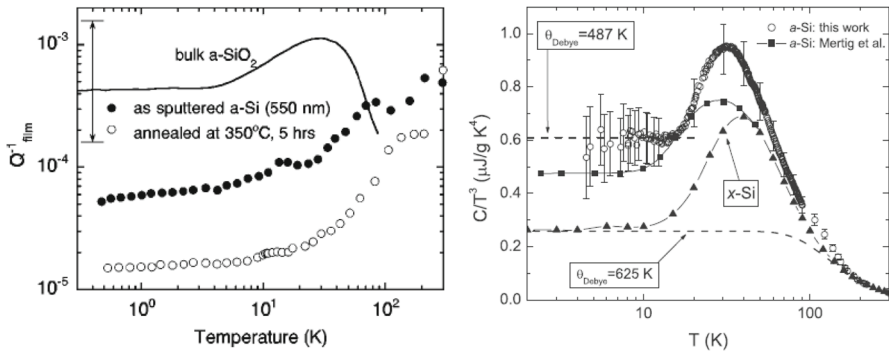 10⁻³
10⁻⁴
10⁻⁵
Q⁻¹film
bulk a-SiO₂
as sputtered a-Si (550 nm)
annealed at 350°C, 5 hrs
10⁰ 10¹ 10²
Temperature (K)
θDebye=487 K
a-Si: this work
a-Si: Mertig et al.
1.0
0.8
0.6
0.4
0.2
0.0
C/T³ (μJ/g K⁴)
x-Si
θDebye=625 K
10 100
T (K)